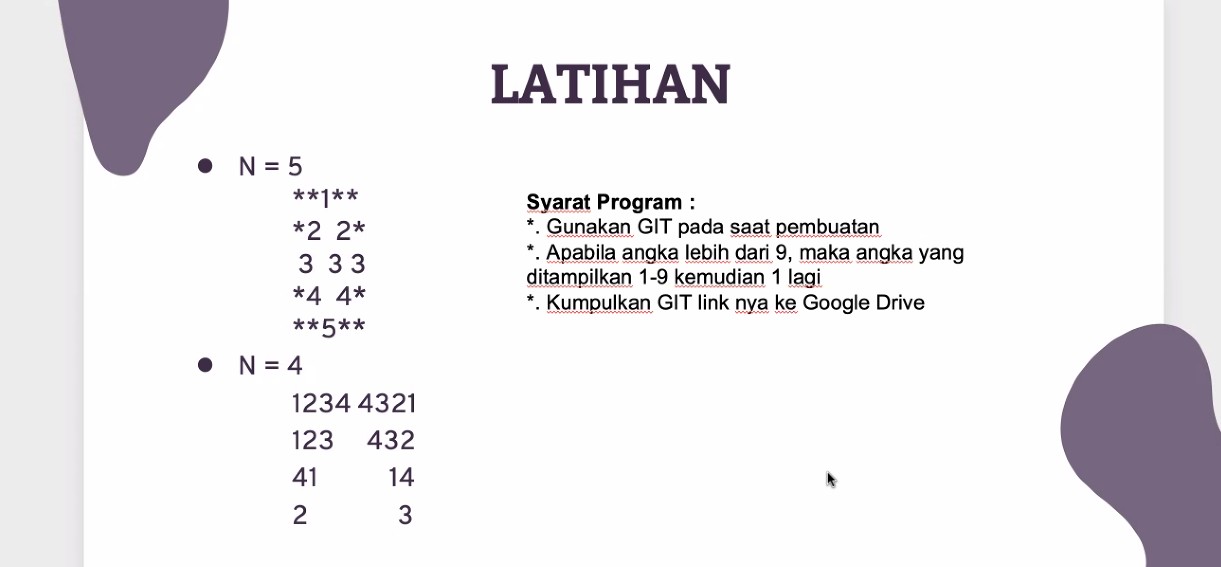 LATIHAN
● N = 5
**1**
*2 2*
3 3 3
*4 4*
**5**
● N = 4
1234 4321
123 432
41 14
2 3
Syarat Program :
*. Gunakan GIT pada saat pembuatan
*. Apabila angka lebih dari 9, maka angka yang
ditampilkan 1-9 kemudian 1 lagi
*. Kumpulkan GIT link nya ke Google Drive